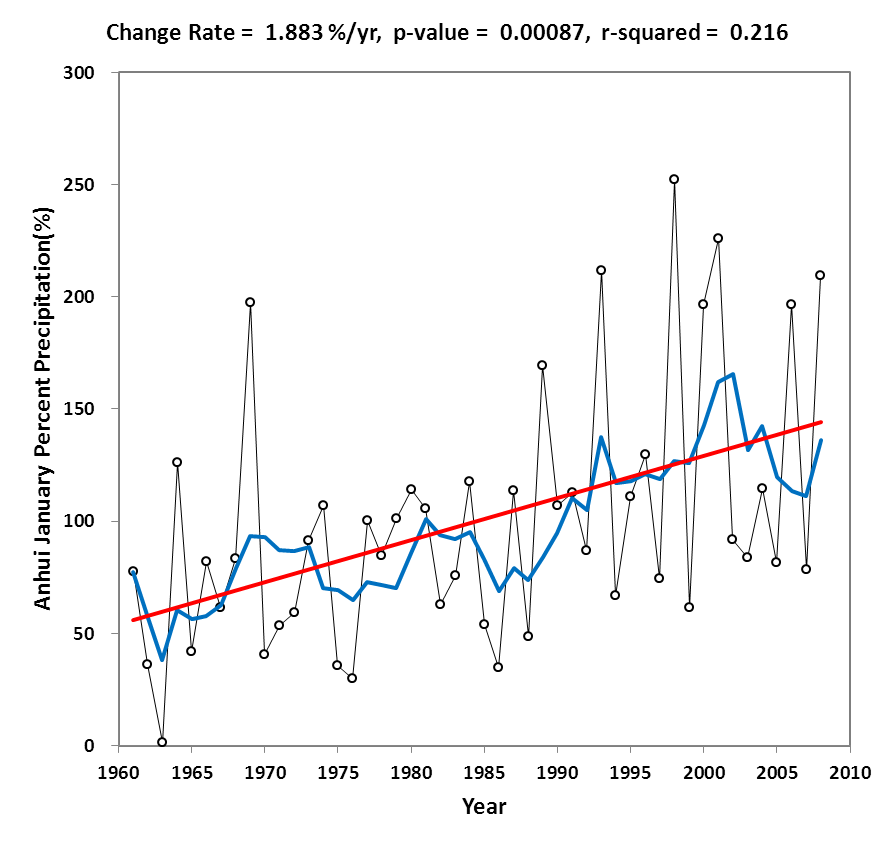 Change Rate = 1.883 %/yr, p-value = 0.00087, r-squared = 0.216
Anhui January Percent Precipitation(%)
300
250
200
150
100
50
0
1960 1965 1970 1975 1980 1985 1990 1995 2000 2005 2010
Year